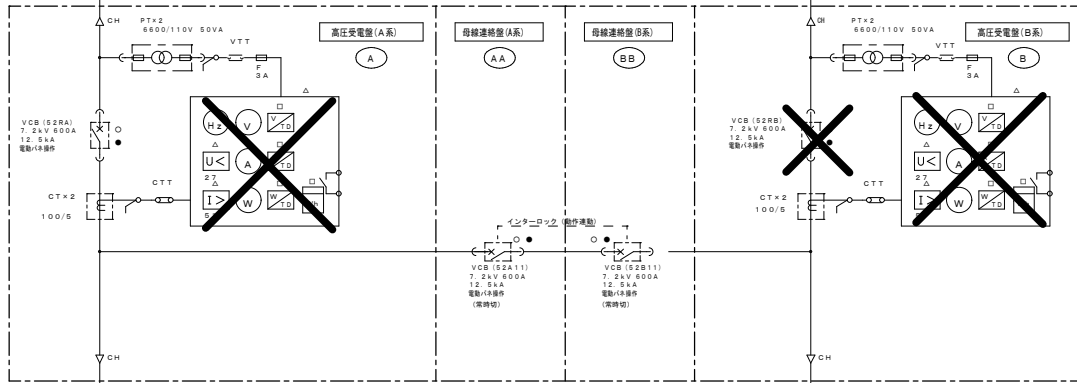 CH
PT×2
6600/110V 50VA
VTT
F
3A
高圧受電盤(A系)
A
VCB (52RA)
7.2kV 600A
12.5kA
電動バネ操作
Hz
V
V
TD
U<
A
TD
27
I>
W
W
TD
CT×2
100/5
CTT
CH
母線連絡盤(A系)
AA
母線連絡盤(B系)
BB
インターロック(動作連動)
VCB (52A11)
7.2kV 600A
12.5kA
電動バネ操作
(常時切)
VCB (52B11)
7.2kV 600A
12.5kA
電動バネ操作
(常時切)
CH
PT×2
6600/110V 50VA
VTT
F
3A
高圧受電盤(B系)
B
VCB (52RB)
7.2kV 600A
12.5kA
電動バネ操作
Hz
V
V
TD
U<
A
TD
27
I>
W
W
TD
CT×2
100/5
CTT
CH